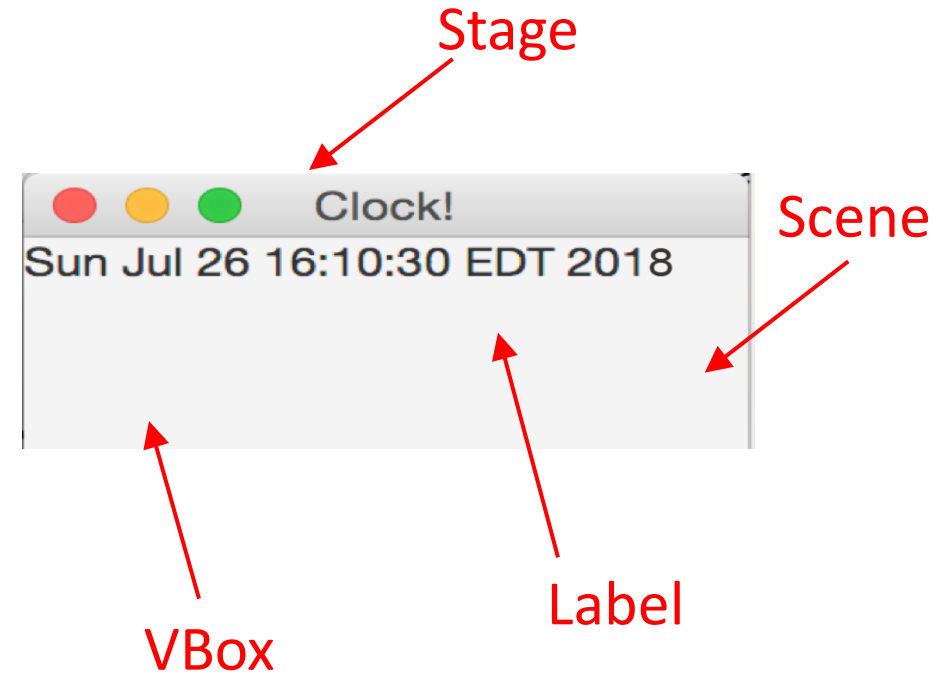 Stage
Clock!
Scene
Sun Jul 26 16:10:30 EDT 2018
Label
VBox